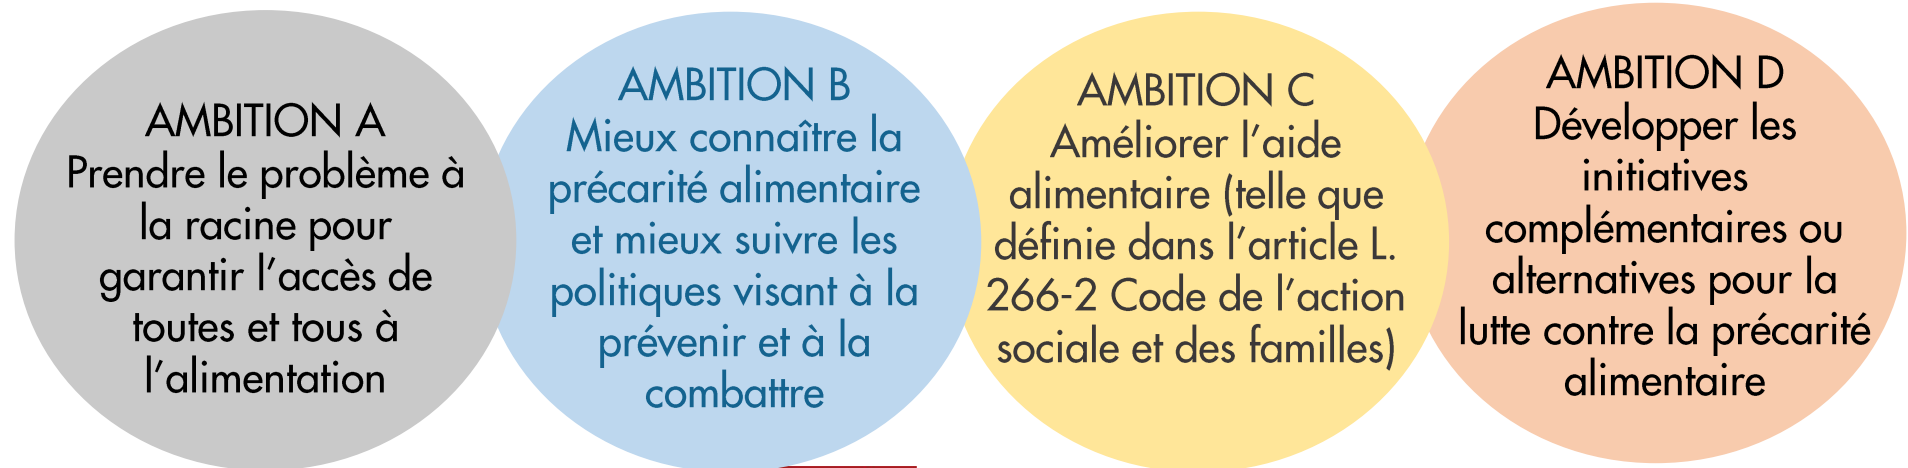 AMBITION A
Prendre le problème à
la racine pour
garantir l’accès de
toutes et tous à
l’alimentation
AMBITION B
Mieux connaître la
précarité alimentaire
et mieux suivre les
politiques visant à la
prévenir et à la
combattre
AMBITION C
Améliorer l’aide
alimentaire (telle que
définie dans l’article L.
266-2 Code de l’action
sociale et des familles)
AMBITION D
Développer les
initiatives
complémentaires ou
alternatives pour la
lutte contre la précarité
alimentaire